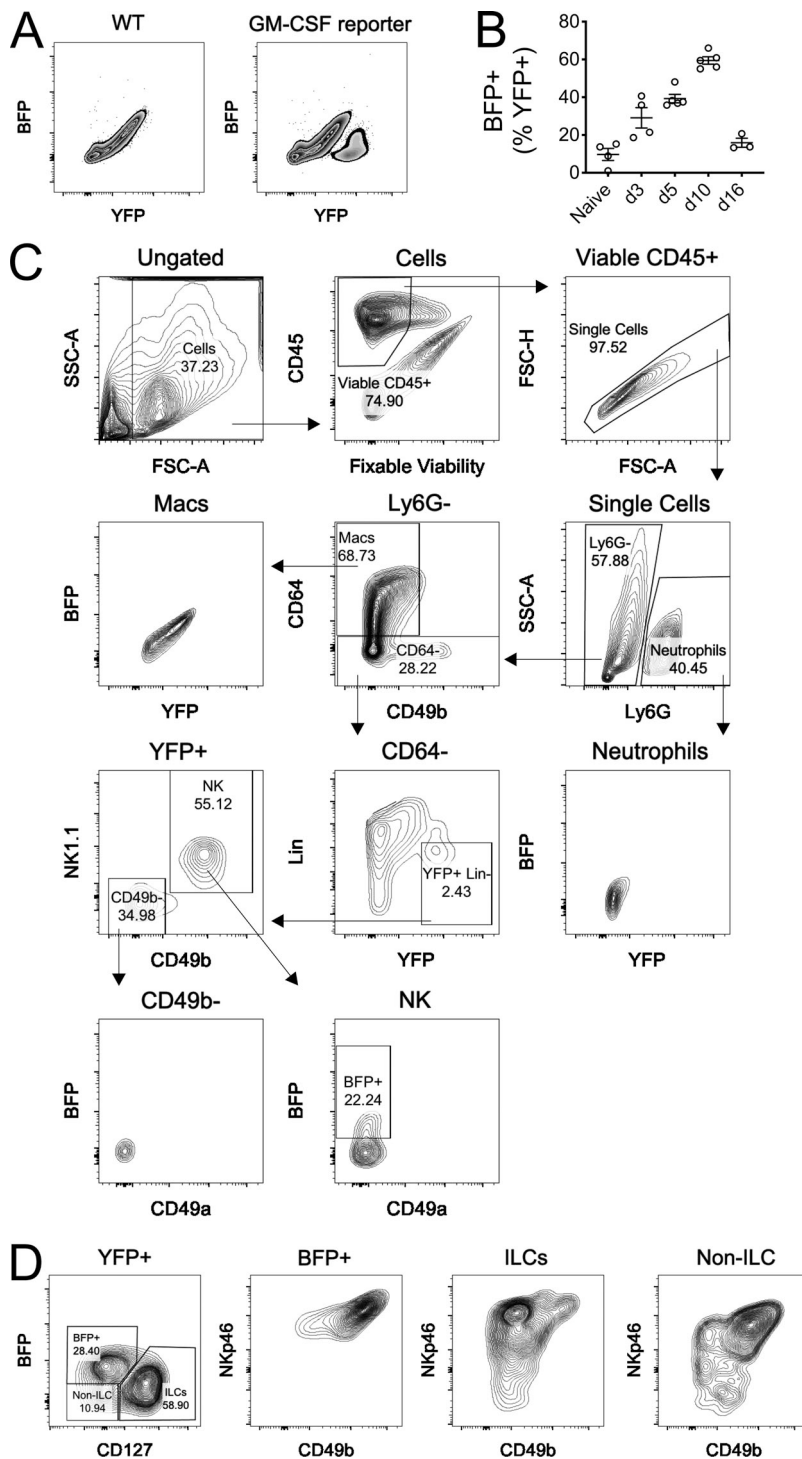 A
WT
GM-CSF reporter
BFP
BFP
YFP
YFP
B
BFP+
(% YFP+)
80
60
40
20
0
Naive
d3
d5
d10
d16
C
Ungated
Cells
Viable CD45+
SSC-A
Cells
37.23
FSC-A
CD45
Viable CD45+
74.90
Fixable Viability
FSC-H
Single Cells
97.52
FSC-A
Macs
Ly6G-
Single Cells
BFP
YFP
CD64
Macs
68.73
CD64-
28.22
CD49b
SSC-A
Ly6G-
57.88
Neutrophils
40.45
Ly6G
YFP+
CD64-
Neutrophils
NK1.1
NK
55.12
CD49b-
34.98
CD49b
Lin
YFP+ Lin-
2.43
YFP
BFP
YFP
CD49b-
NK
BFP
CD49a
BFP
BFP+
22.24
CD49a
D
YFP+
BFP+
ILCs
Non-ILC
BFP
BFP+
28.40
Non-ILC
10.94
ILCs
58.90
CD127
NKp46
CD49b
NKp46
CD49b
NKp46
CD49b